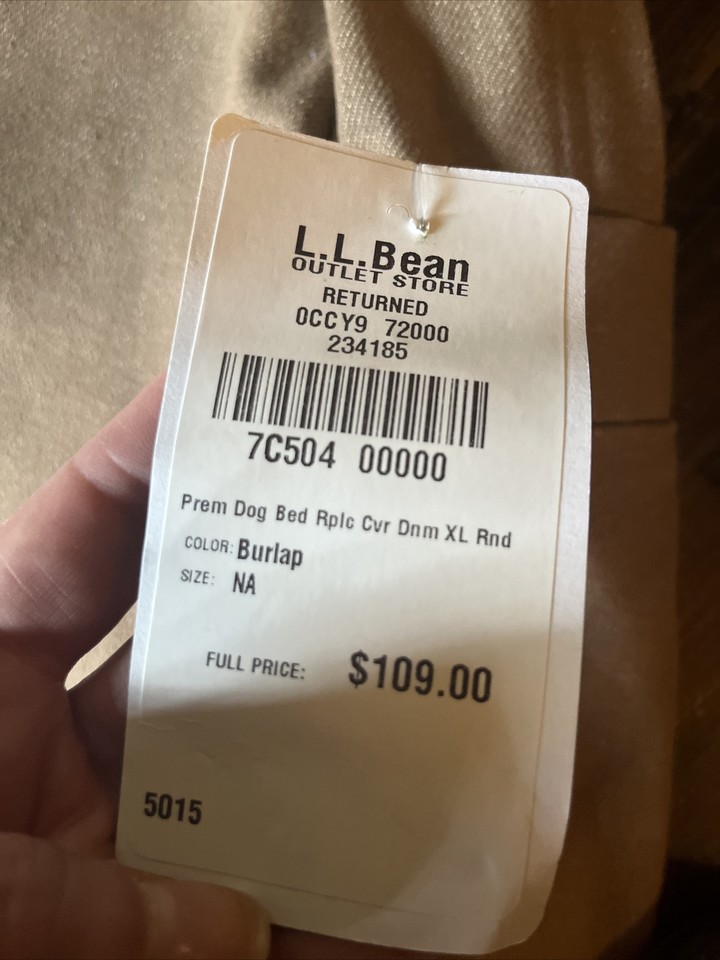 L.L.Bean
OUTLET STORE
RETURNED
0CCY9 72000
234185
7C504 00000
Prem Dog Bed Rplc Cvr Dnm XL Rnd
COLOR: Burlap
SIZE: NA
FULL PRICE: $109.00
5015